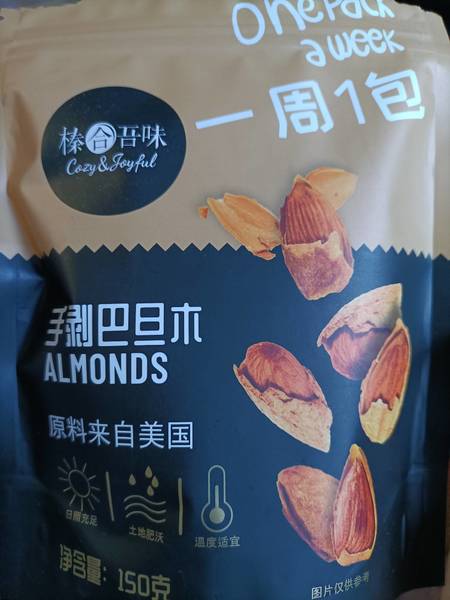 One Pack
a week
一周1包
榛合吾味
Cozy&Joyful
手剥巴旦木
ALMONDS
原料来自美国
日照充足
土地肥沃
温度适宜
净含量: 150克
图片仅供参考